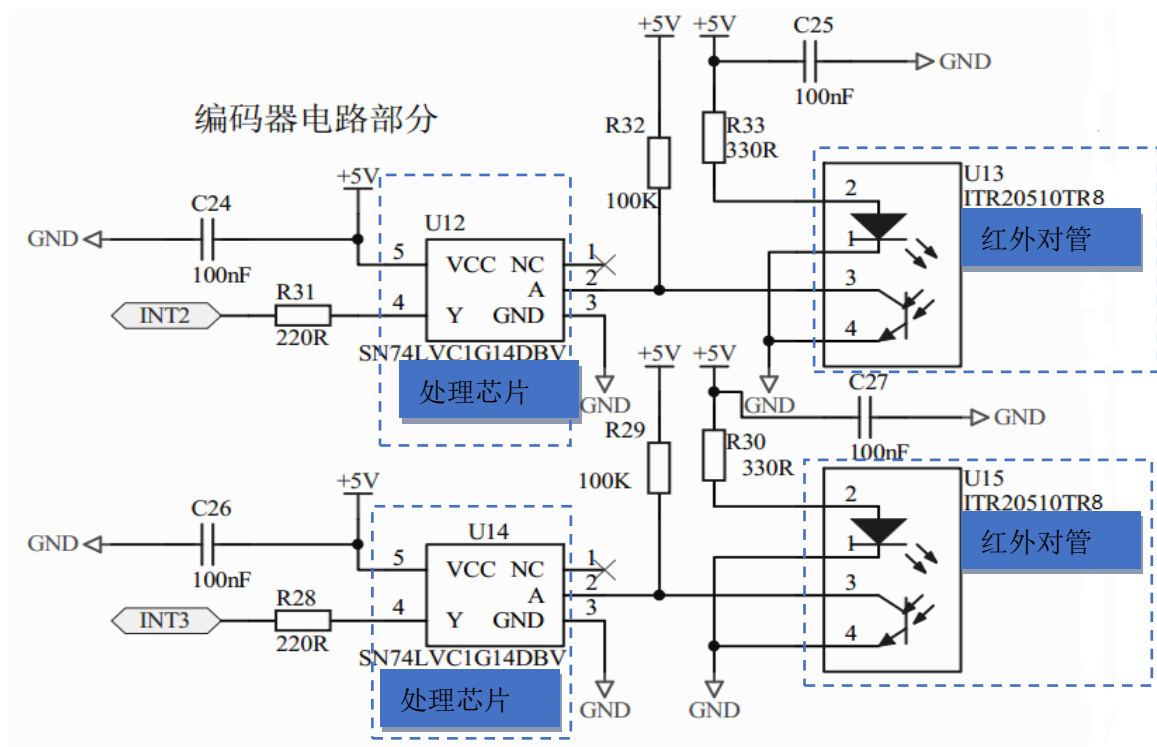 +5V
+5V
C25
GND
100nF
编码器电路部分
R32
R33
330R
U13
ITR20510TR8
红外对管
+5V
100K
C24
U12
GND
100nF
5
VCC NC
1
A
2
4
Y GND
3
INT2
R31
220R
SN74LVC1G14DBV
处理芯片
GND
2
1
3
4
+5V
+5V
GND
C27
GND
100nF
R29
R30
100K
330R
U15
ITR20510TR8
红外对管
+5V
C26
U14
GND
100nF
5
VCC NC
1
A
2
4
Y GND
3
INT3
R28
220R
SN74LVC1G14DBV
处理芯片
GND
GND
2
1
3
4